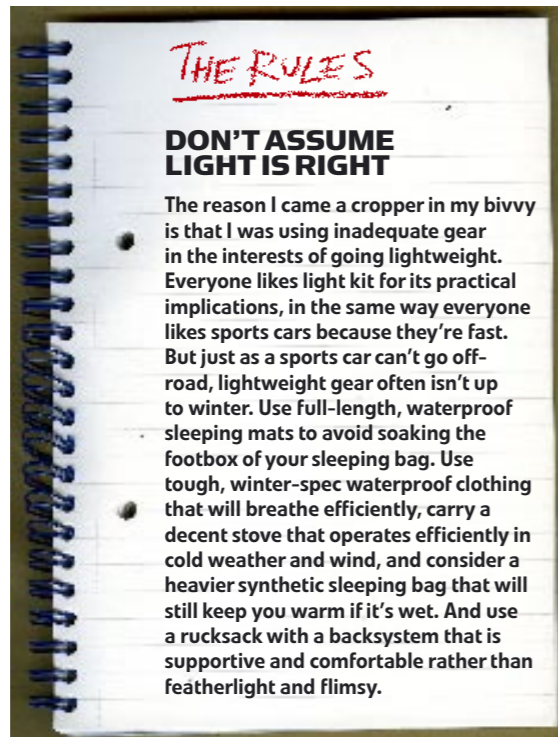 THE RULES
DON'T ASSUME
LIGHT IS RIGHT
The reason I came a cropper in my bivvy
is that I was using inadequate gear
in the interests of going lightweight.
Everyone likes light kit for its practical
implications, in the same way everyone
likes sports cars because they're fast.
But just as a sports car can't go off-
road, lightweight gear often isn't up
to winter. Use full-length, waterproof
sleeping mats to avoid soaking the
footbox of your sleeping bag. Use
tough, winter-spec waterproof clothing
that will breathe efficiently, carry a
decent stove that operates efficiently in
cold weather and wind, and consider a
heavier synthetic sleeping bag that will
still keep you warm if it's wet. And use
a rucksack with a backsystem that is
supportive and comfortable rather than
featherlight and flimsy.